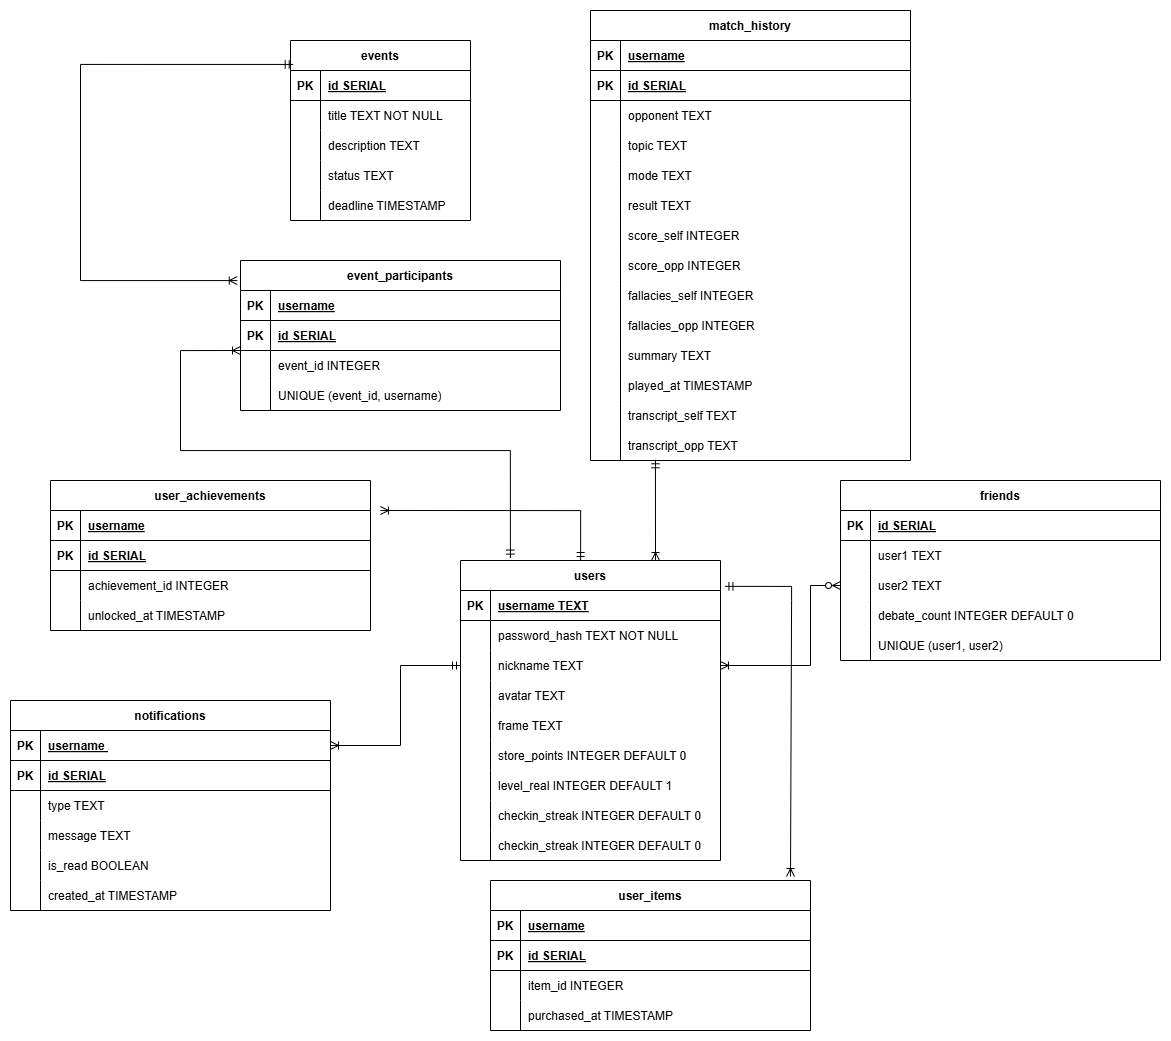 events
PK id SERIAL
title TEXT NOT NULL
description TEXT
status TEXT
deadline TIMESTAMP
match_history
PK username
PK id SERIAL
opponent TEXT
topic TEXT
mode TEXT
result TEXT
score_self INTEGER
score_opp INTEGER
fallacies_self INTEGER
fallacies_opp INTEGER
summary TEXT
played_at TIMESTAMP
transcript_self TEXT
transcript_opp TEXT
event_participants
PK username
PK id SERIAL
event_id INTEGER
UNIQUE (event_id, username)
user_achievements
PK username
PK id SERIAL
achievement_id INTEGER
unlocked_at TIMESTAMP
friends
PK id SERIAL
user1 TEXT
user2 TEXT
debate_count INTEGER DEFAULT 0
UNIQUE (user1, user2)
users
PK username TEXT
password_hash TEXT NOT NULL
nickname TEXT
avatar TEXT
frame TEXT
store_points INTEGER DEFAULT 0
level_real INTEGER DEFAULT 1
checkin_streak INTEGER DEFAULT 0
checkin_streak INTEGER DEFAULT 0
notifications
PK username
PK id SERIAL
type TEXT
message TEXT
is_read BOOLEAN
created_at TIMESTAMP
user_items
PK username
PK id SERIAL
item_id INTEGER
purchased_at TIMESTAMP